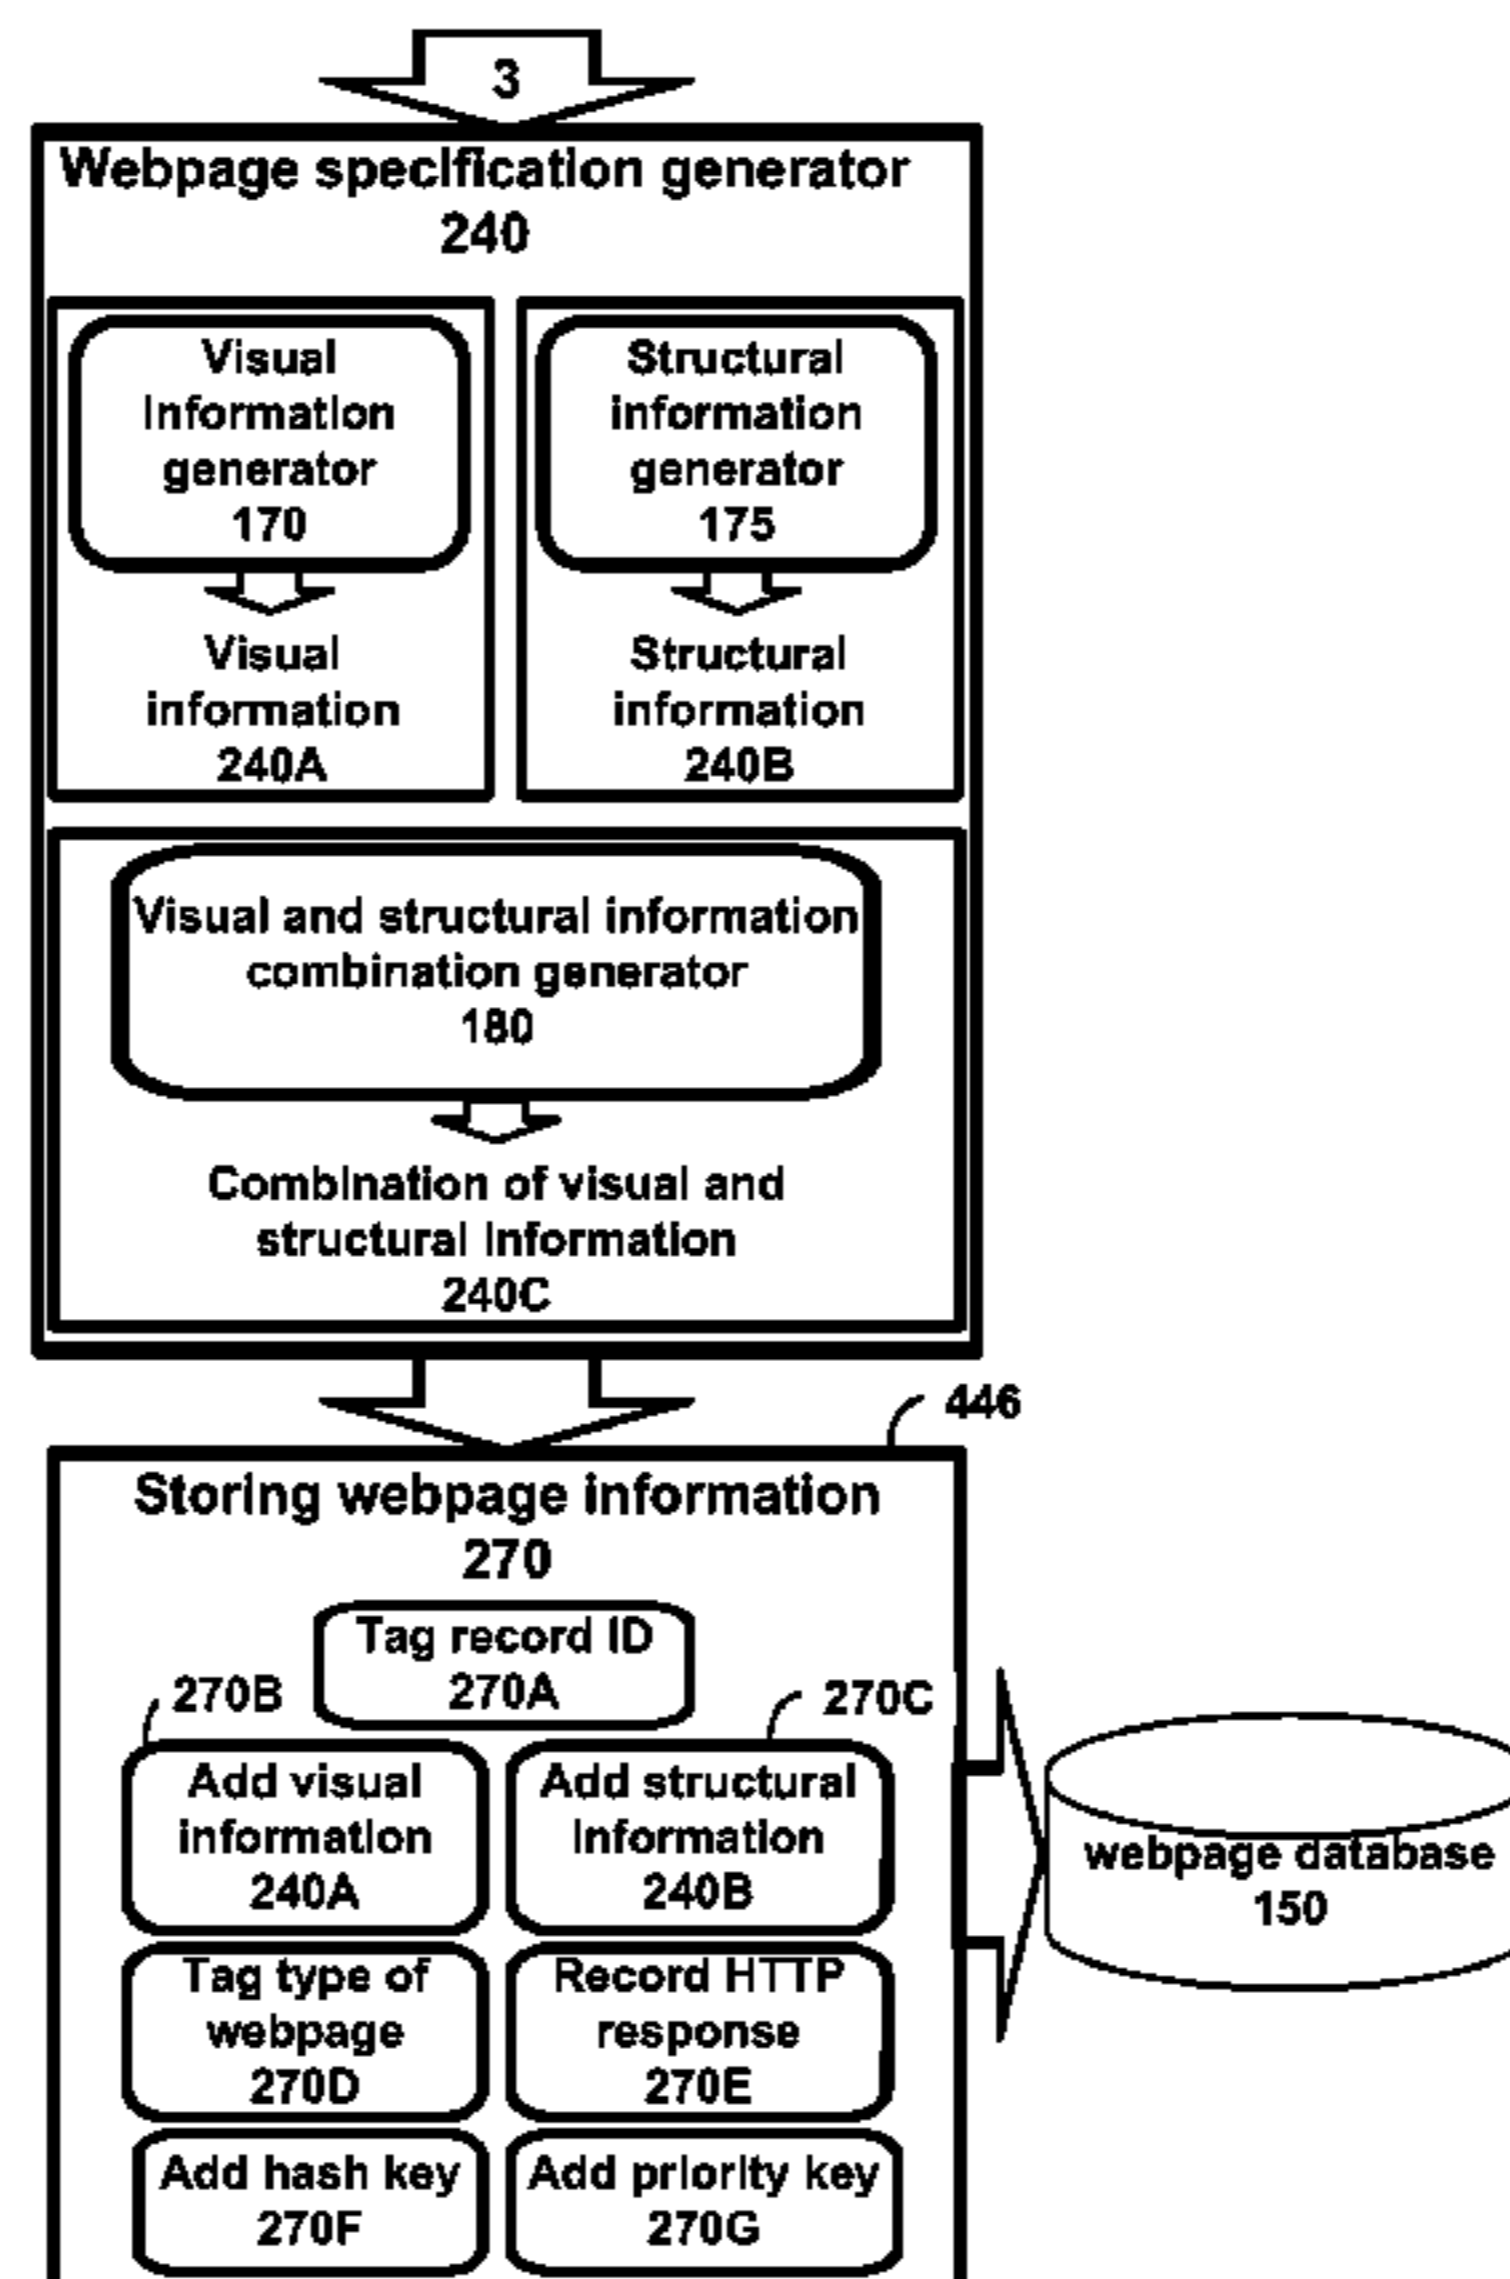 3
Webpage specification generator
240
Visual
information
generator
170
Visual
information
240A
Structural
information
generator
175
Structural
information
240B
Visual and structural information
combination generator
180
Combination of visual and
structural information
240C
446
Storing webpage information
270
Tag record ID
270A
270B
270C
Add visual
information
240A
Add structural
information
240B
Tag type of
webpage
270D
Record HTTP
response
270E
Add hash key
270F
Add priority key
270G
webpage database
150